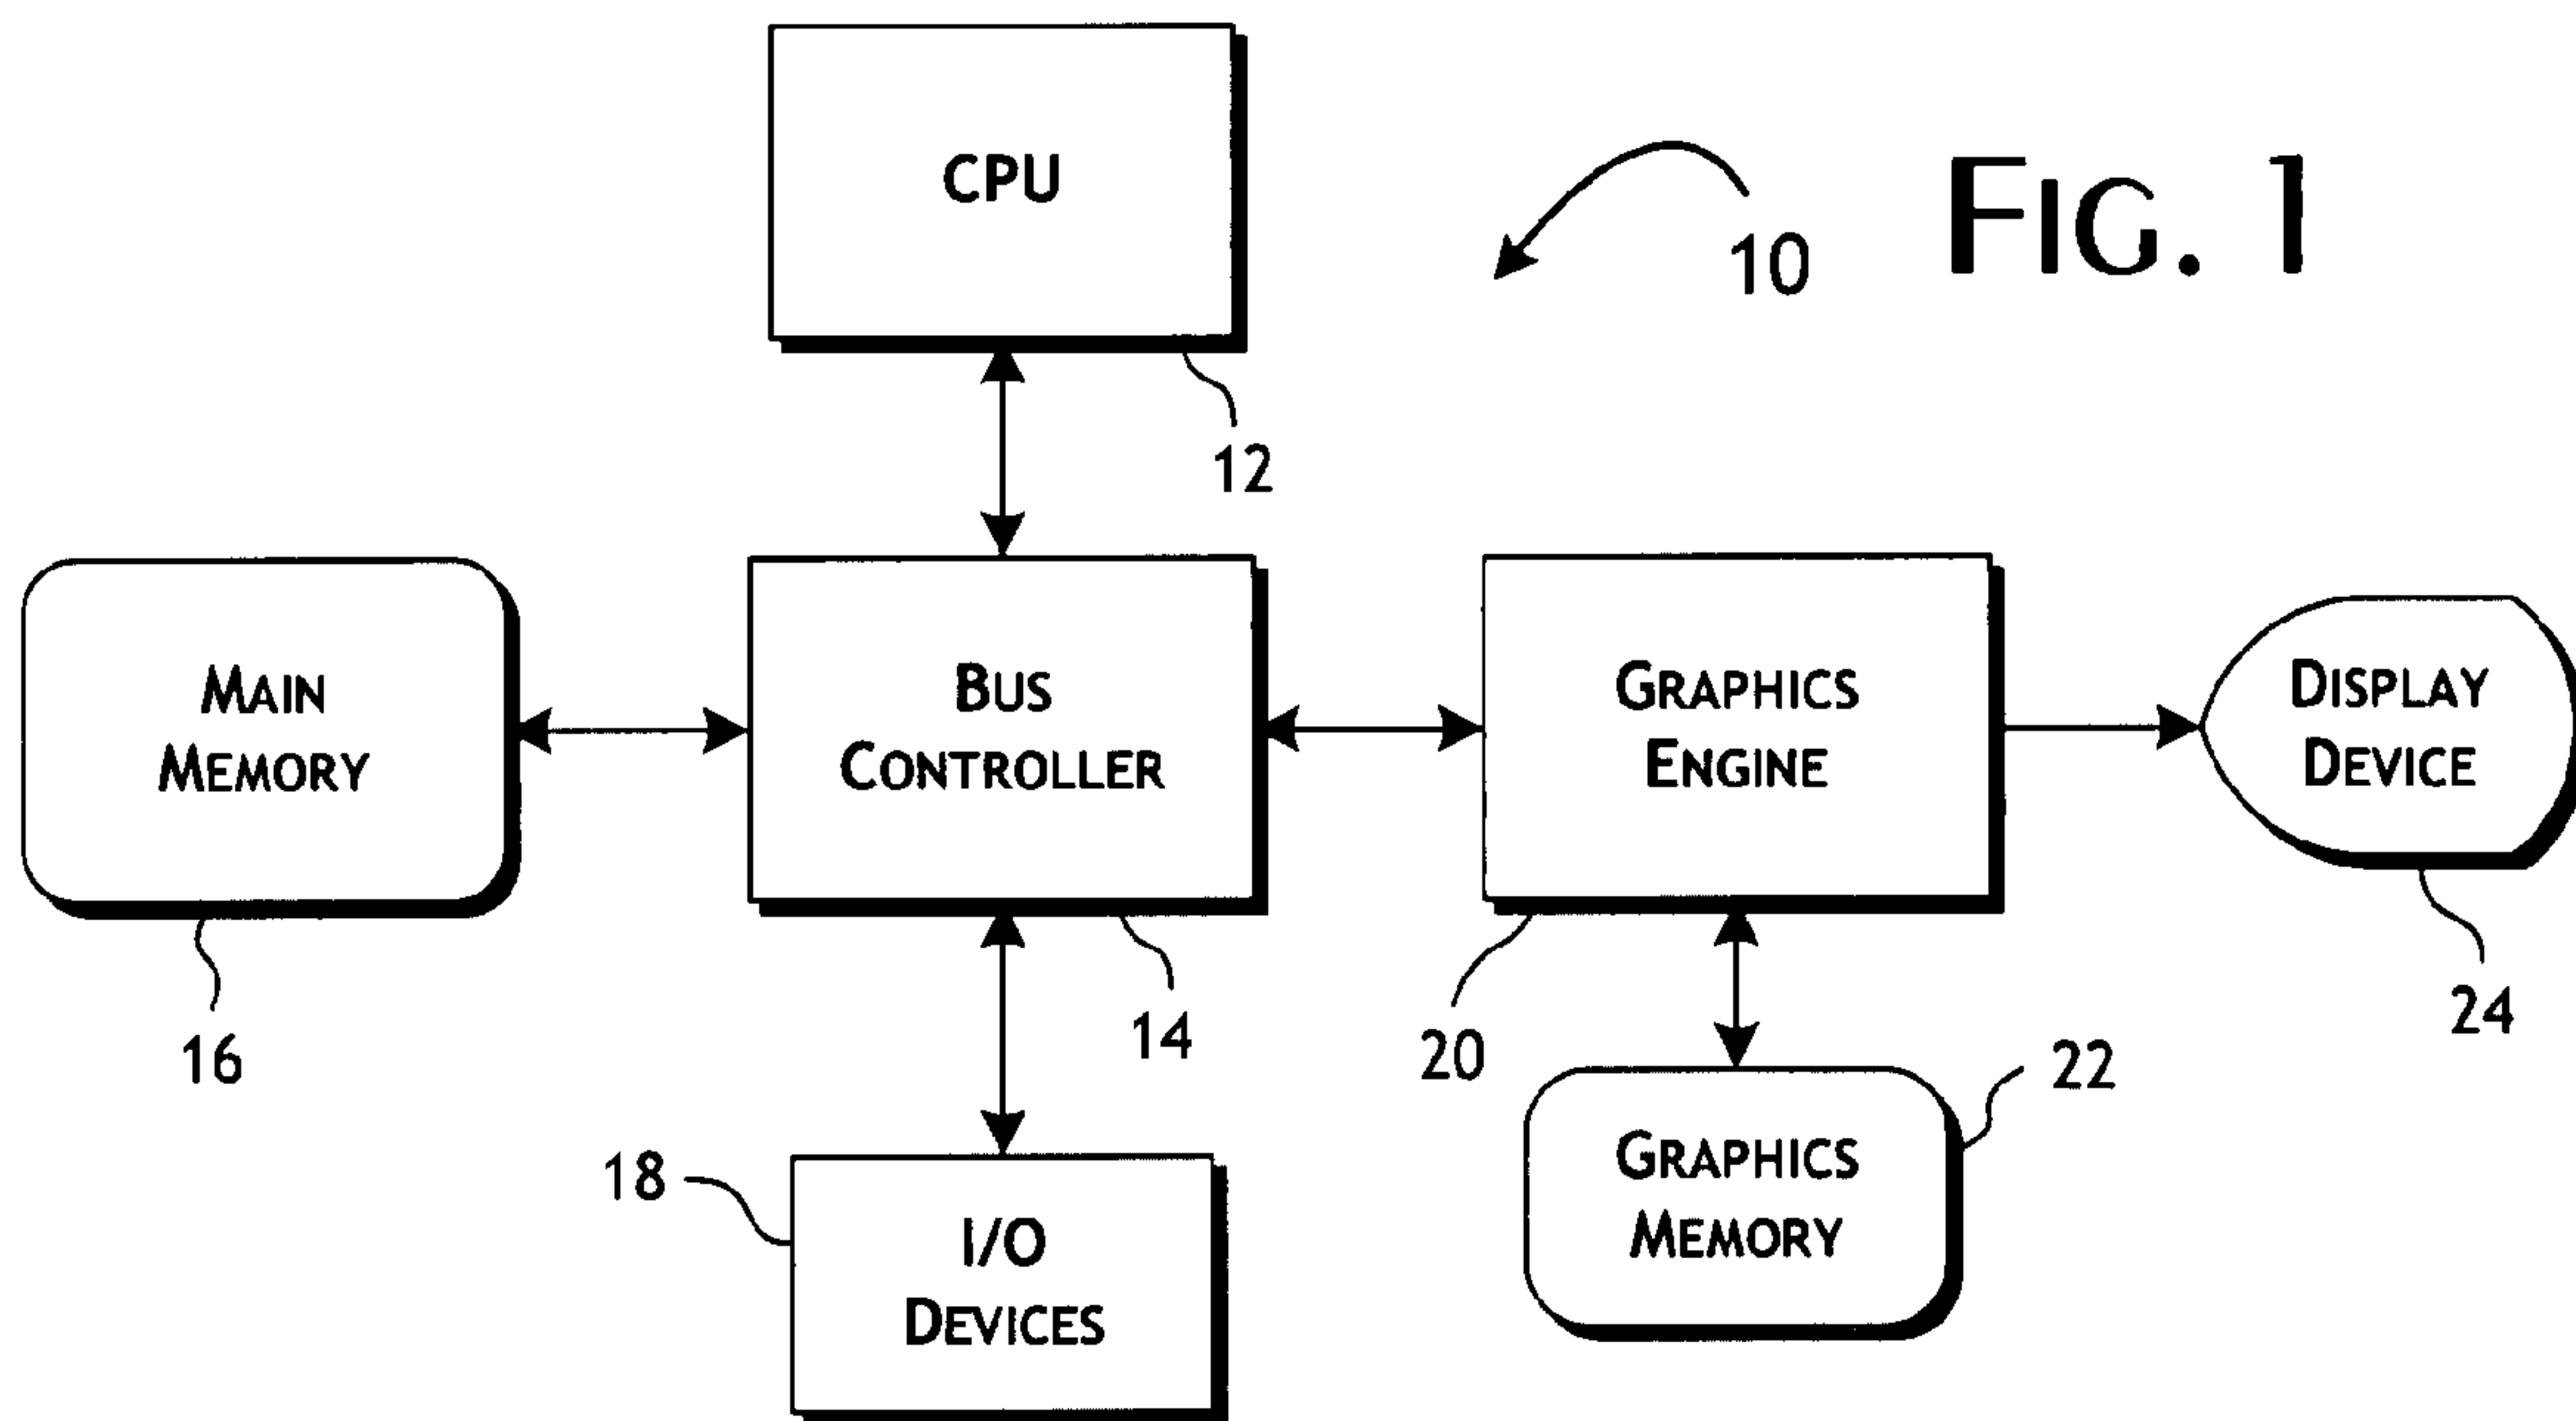 CPU
10
FIG. 1
12
MAIN
MEMORY
BUS
CONTROLLER
GRAPHICS
ENGINE
DISPLAY
DEVICE
16
14
20
24
22
18
I/O
DEVICES
GRAPHICS
MEMORY